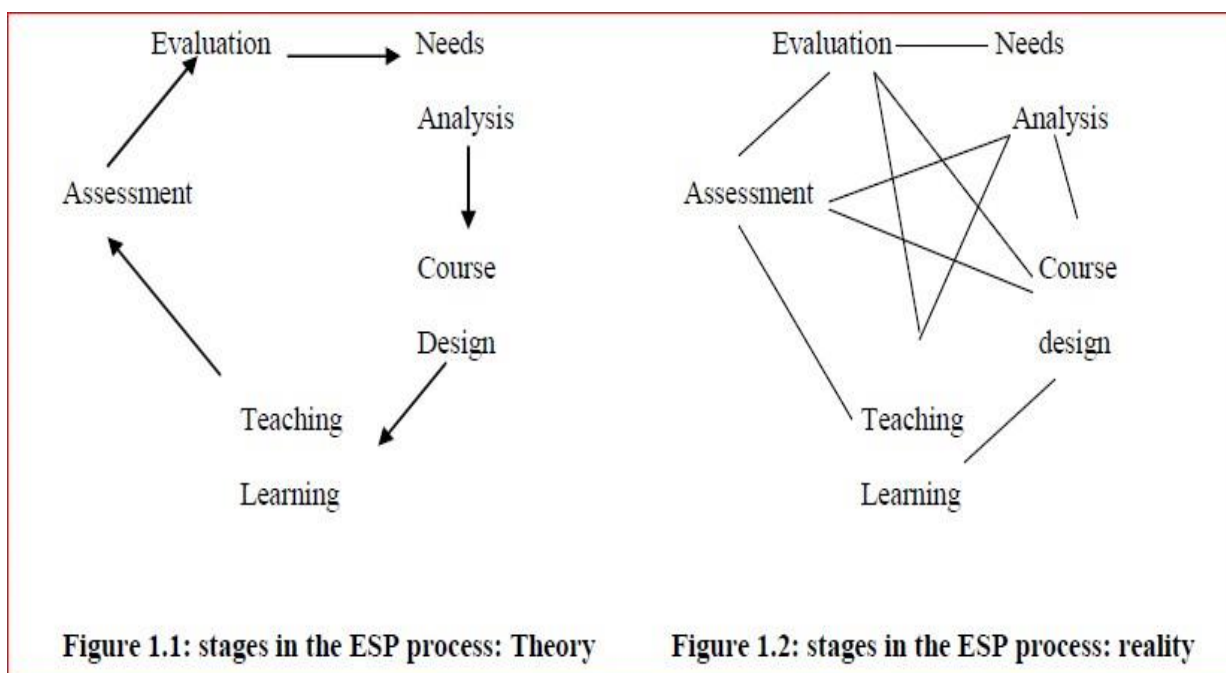 Evaluation
Needs
Analysis
Assessment
Course
Design
Teaching
Learning
Figure 1.1: stages in the ESP process: Theory
Evaluation
Needs
Analysis
Assessment
Course
design
Teaching
Learning
Figure 1.2: stages in the ESP process: reality